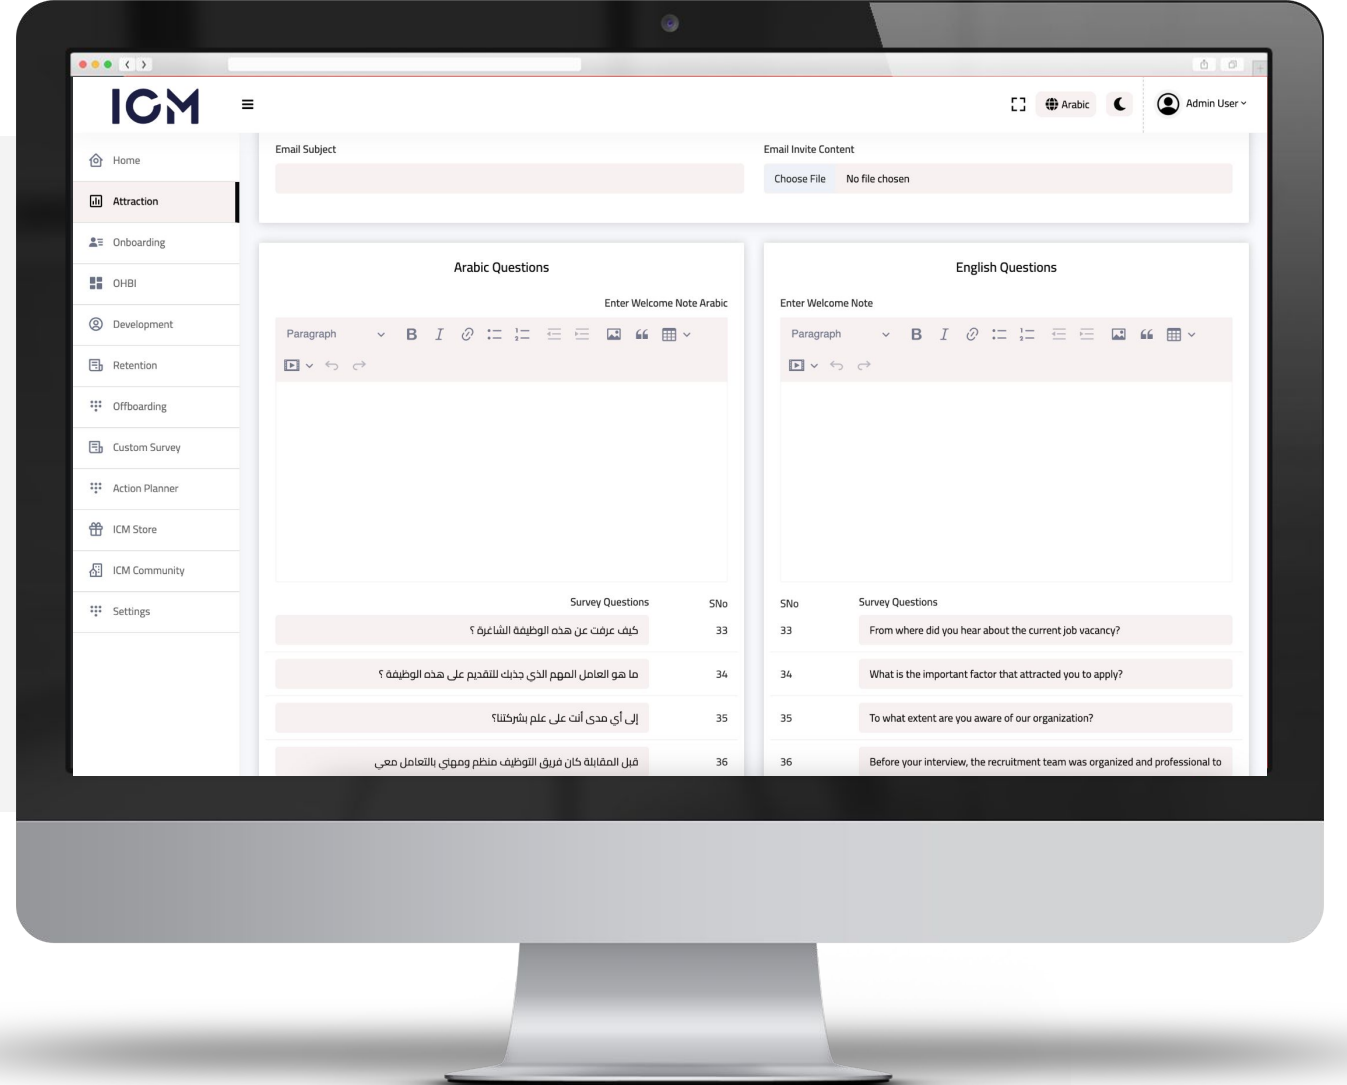 ICM
Arabic
Admin User
Home
Attraction
Onboarding
OHBI
Development
Retention
Offboarding
Custom Survey
Action Planner
ICM Store
ICM Community
Settings
Email Subject
Email Invite Content
Choose File No file chosen
Arabic Questions
Enter Welcome Note Arabic
Paragraph
Survey Questions SNo
كيف عرفت عن هذه الوظيفة الشاغرة ؟ 33
ما هو العامل المهم الذي جذبك للتقديم على هذه الوظيفة ؟ 34
إلى أي مدى أنت على علم بشركتنا؟ 35
قبل المقابلة كان فريق التوظيف منظم ومهني بالتعامل معي 36
English Questions
Enter Welcome Note
Paragraph
SNo Survey Questions
33 From where did you hear about the current job vacancy?
34 What is the important factor that attracted you to apply?
35 To what extent are you aware of our organization?
36 Before your interview, the recruitment team was organized and professional to